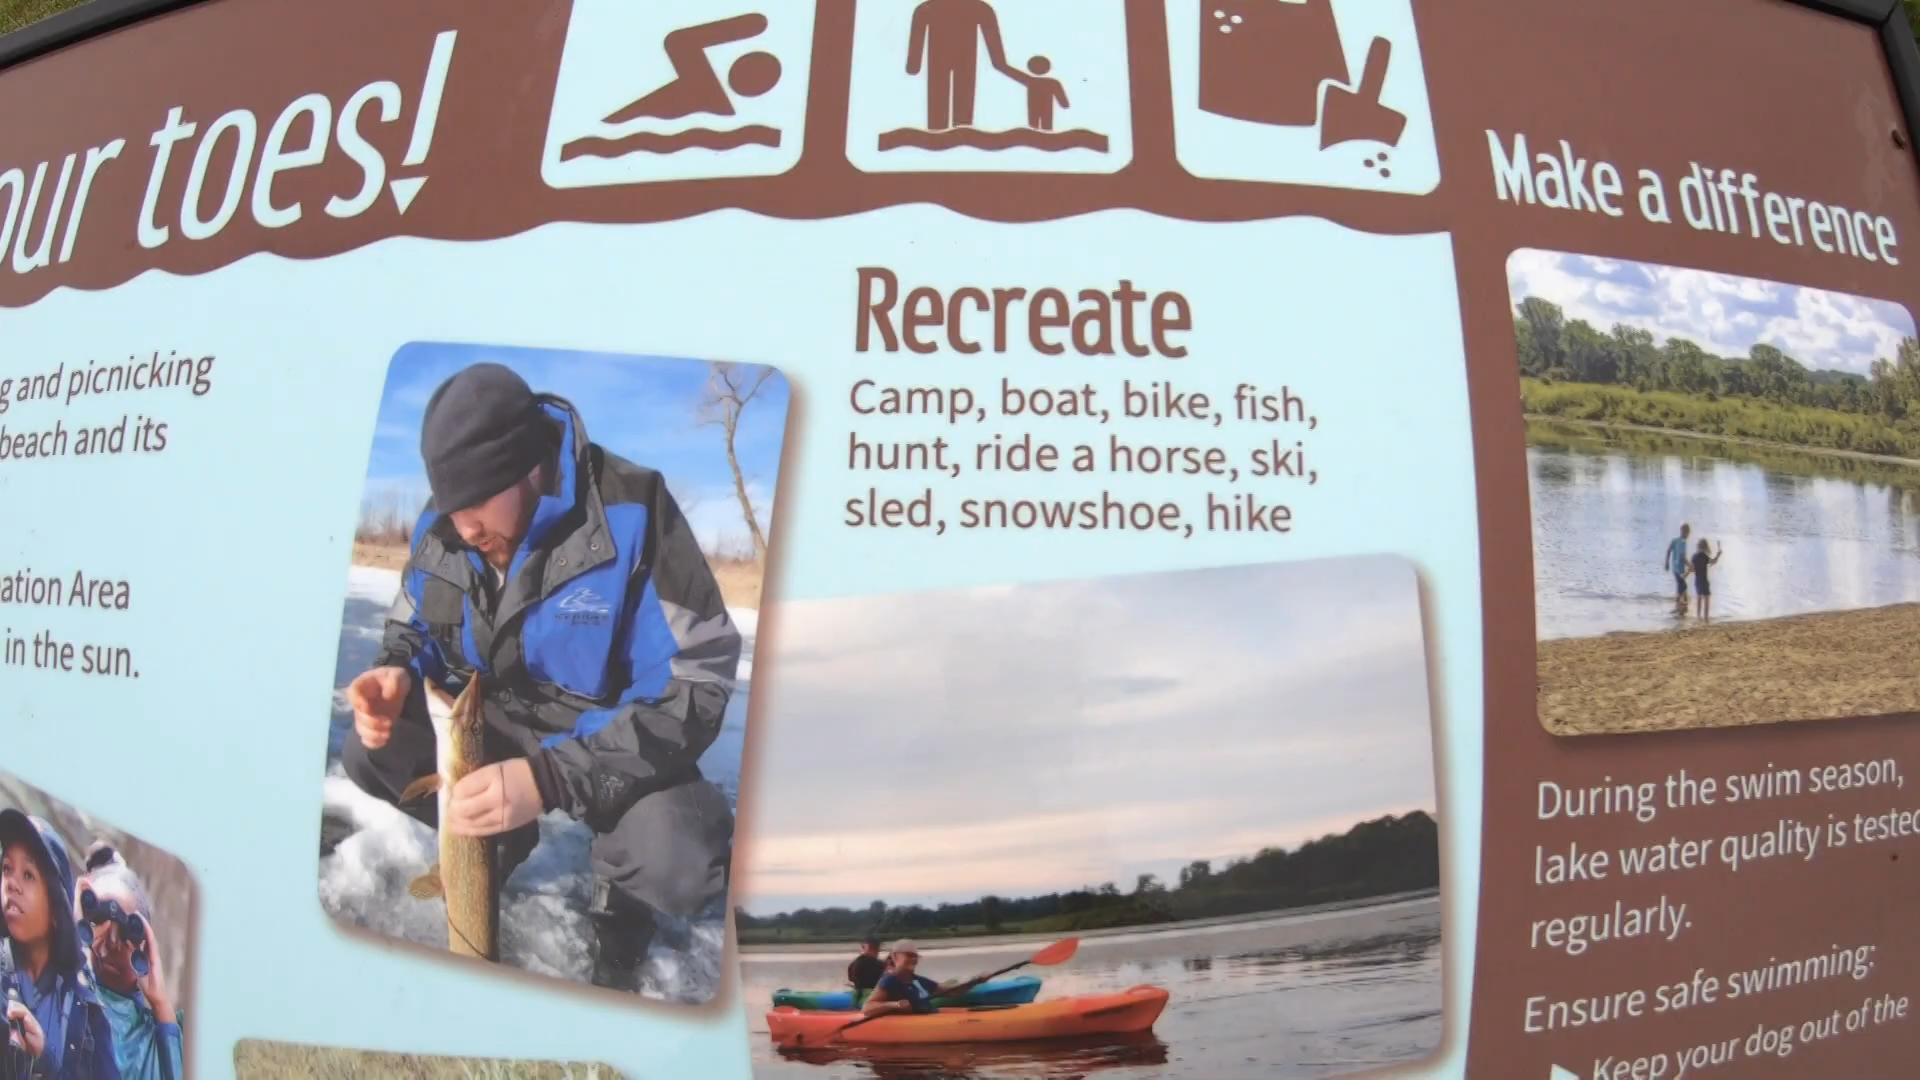 our toes!
g and picnicking
beach and its
ation Area
in the sun.
Recreate
Camp, boat, bike, fish,
hunt, ride a horse, ski,
sled, snowshoe, hike
Make a difference
During the swim season,
lake water quality is tested
regularly.
Ensure safe swimming:
Keep your dog out of the